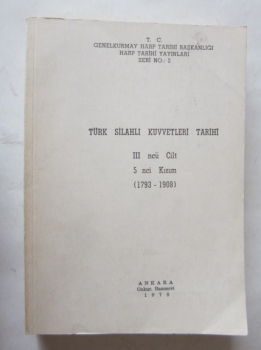 T. C.
GENELKURMAY HARP TARİHİ BAŞKANLIĞI
HARP TARİHİ YAYINLARI
SERİ NO.: 2
TÜRK SİLAHLI KUVVETLERİ TARİHİ
III ncü Cilt
5 nci Kısım
(1793 - 1908)
ANKARA
Gnkur. Basımevi
1978